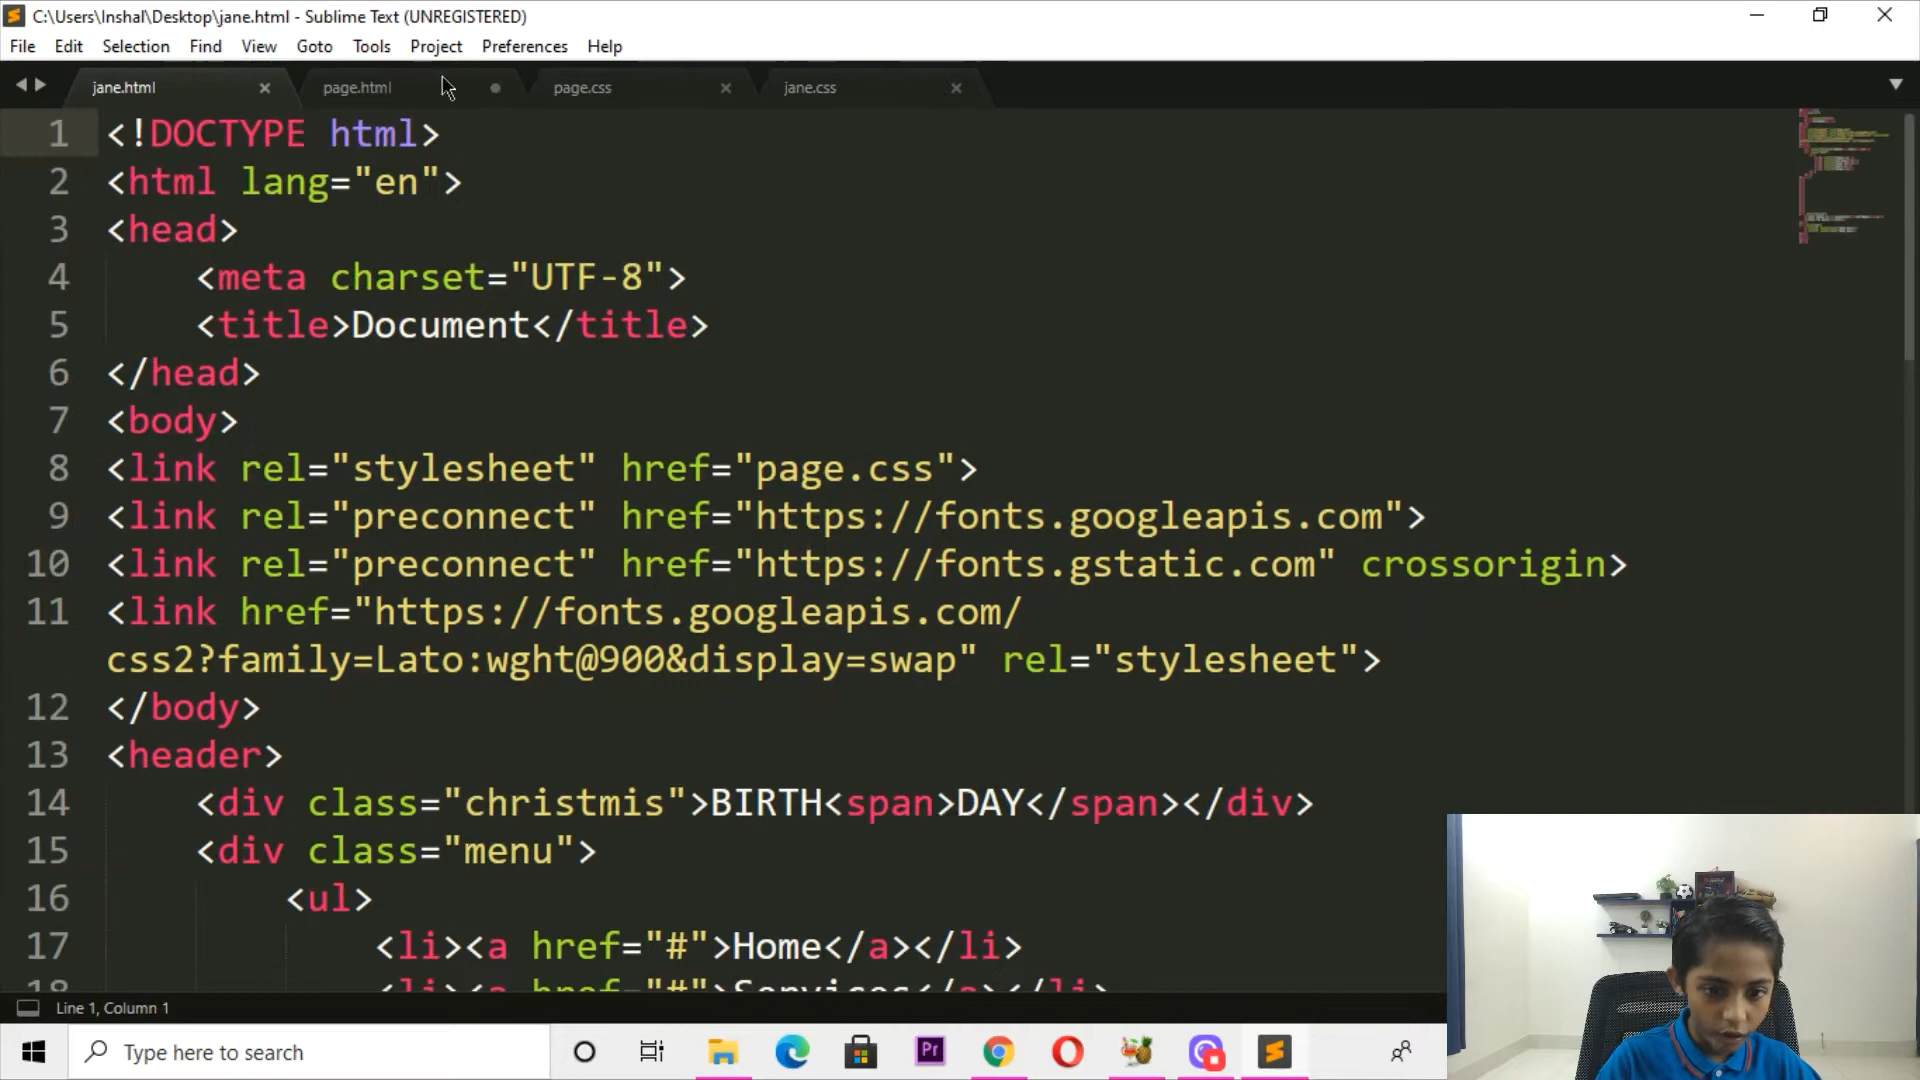 C:\Users\Inshal\Desktop\jane.html - Sublime Text (UNREGISTERED)
File Edit Selection Find View Goto Tools Project Preferences Help
jane.html page.html page.css jane.css
1 <!DOCTYPE html>
2 <html lang="en">
3 <head>
4 <meta charset="UTF-8">
5 <title>Document</title>
6 </head>
7 <body>
8 <link rel="stylesheet" href="page.css">
9 <link rel="preconnect" href="https://fonts.googleapis.com">
10 <link rel="preconnect" href="https://fonts.gstatic.com" crossorigin>
11 <link href="https://fonts.googleapis.com/
css2?family=Lato:wght@900&display=swap" rel="stylesheet">
12 </body>
13 <header>
14 <div class="christmis">BIRTH<span>DAY</span></div>
15 <div class="menu">
16 <ul>
17 <li><a href="#">Home</a></li>
18 <li><a href="#">Services</a></li>
Line 1, Column 1
Type here to search
Pr